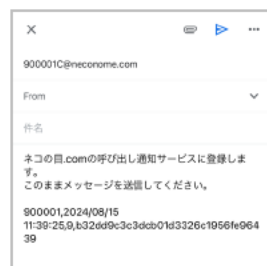 900001C@neconome.com
From
件名
ネコの目.comの呼び出し通知サービスに登録しま
す。
このままメッセージを送信してください。
900001,2024/08/15
11:39:25,9,b32dd9c3c3dcb01d3326c1956fe964
39